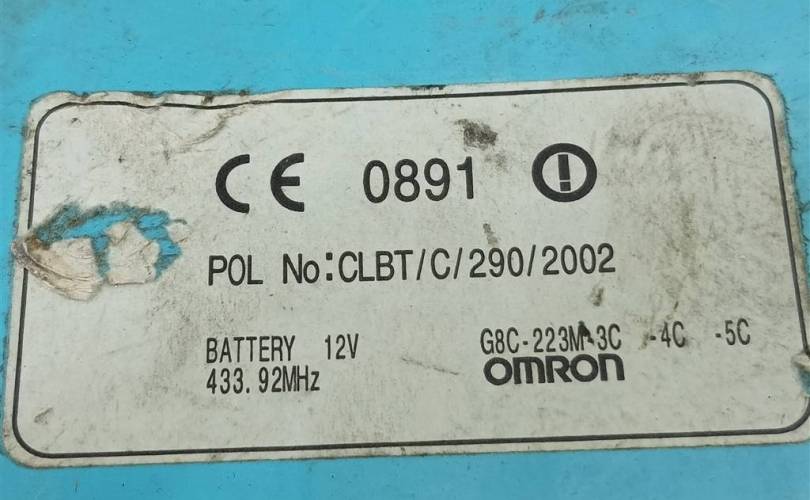 CE 0891 !
POL No:CLBT/C/290/2002
BATTERY 12V
433.92MHz
G8C-223M-3C -4C -5C
OMRON